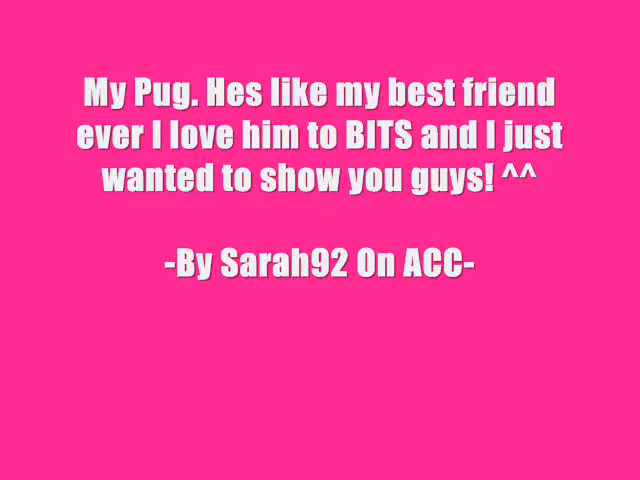 My Pug. Hes like my best friend
ever I love him to BITS and I just
wanted to show you guys! ^^
-By Sarah92 On ACC-